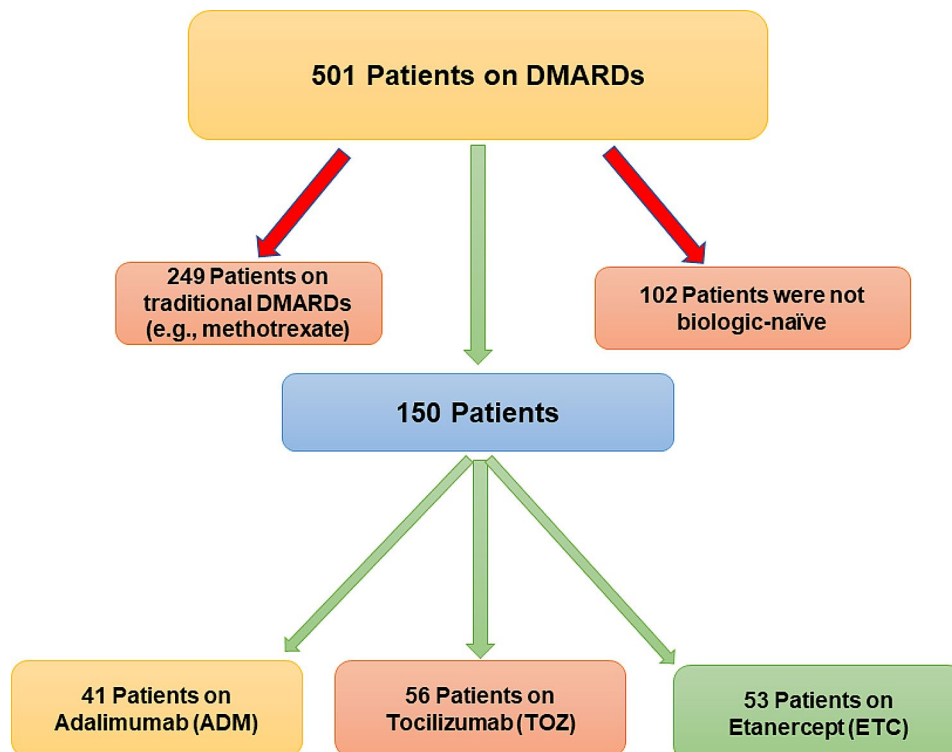 501 Patients on DMARDs
249 Patients on
traditional DMARDs
(e.g., methotrexate)
102 Patients were not
biologic-naïve
150 Patients
41 Patients on
Adalimumab (ADM)
56 Patients on
Tocilizumab (TOZ)
53 Patients on
Etanercept (ETC)